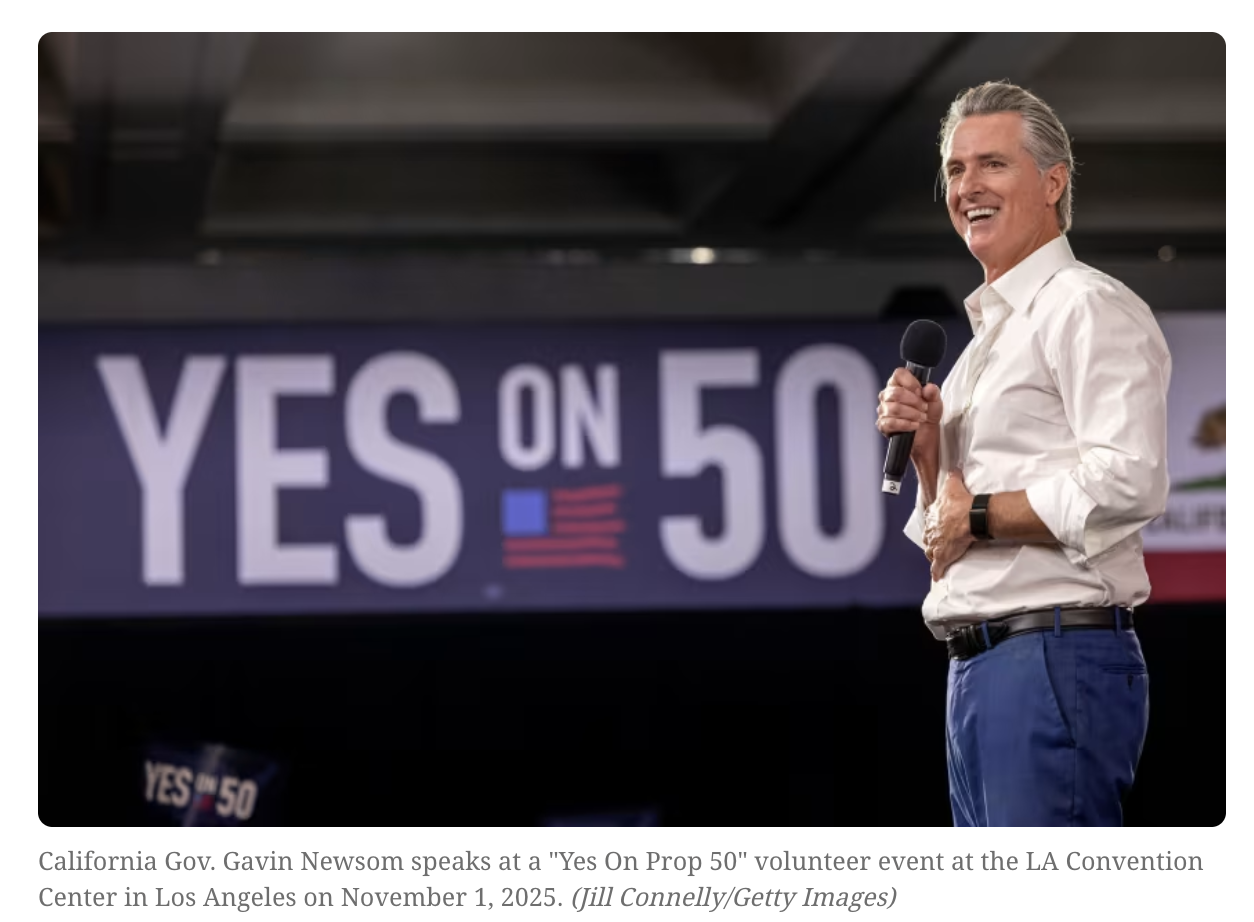 YES ON 50
CALIF
YES ON 50
California Gov. Gavin Newsom speaks at a "Yes On Prop 50" volunteer event at the LA Convention
Center in Los Angeles on November 1, 2025. (Jill Connelly/Getty Images)